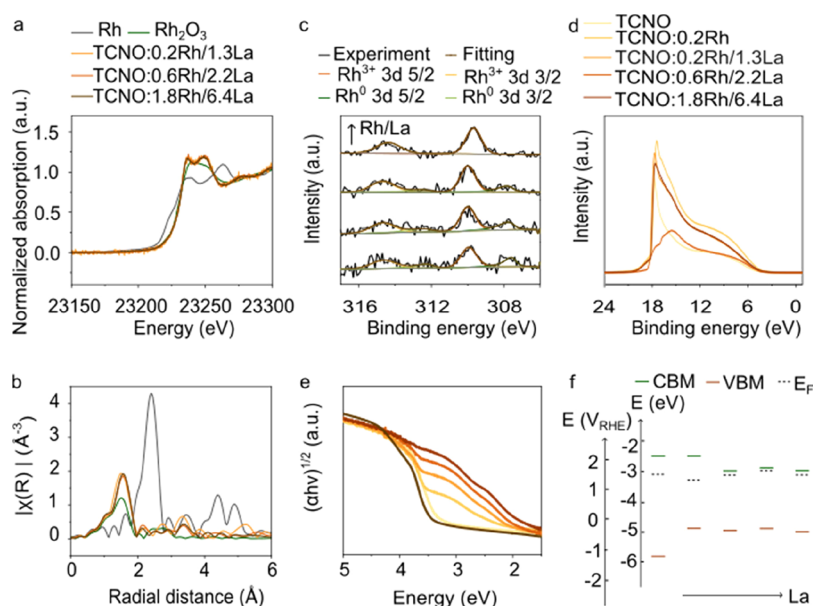 a
Rh Rh₂O₃
TCNO:0.2Rh/1.3La
TCNO:0.6Rh/2.2La
TCNO:1.8Rh/6.4La
Normalized absorption (a.u.)
1.5
1.0
0.5
0.0
23150 23200 23250 23300
Energy (eV)
c
Experiment Fitting
Rh³⁺ 3d 5/2 Rh³⁺ 3d 3/2
Rh⁰ 3d 5/2 Rh⁰ 3d 3/2
↑ Rh/La
Intensity (a.u.)
316 312 308
Binding energy (eV)
d
TCNO
TCNO:0.2Rh
TCNO:0.2Rh/1.3La
TCNO:0.6Rh/2.2La
TCNO:1.8Rh/6.4La
Intensity (a.u.)
24 18 12 6 0
Binding energy (eV)
b
|χ(R) | (Å⁻³)
4
3
2
1
0
0 2 4 6
Radial distance (Å)
e
(αhv)¹ᐟ² (a.u.)
5 4 3 2
Energy (eV)
f
CBM VBM E_F
E (V_RHE)
E (eV)
2
1
0
-1
-2
-2
-3
-4
-5
-6
La